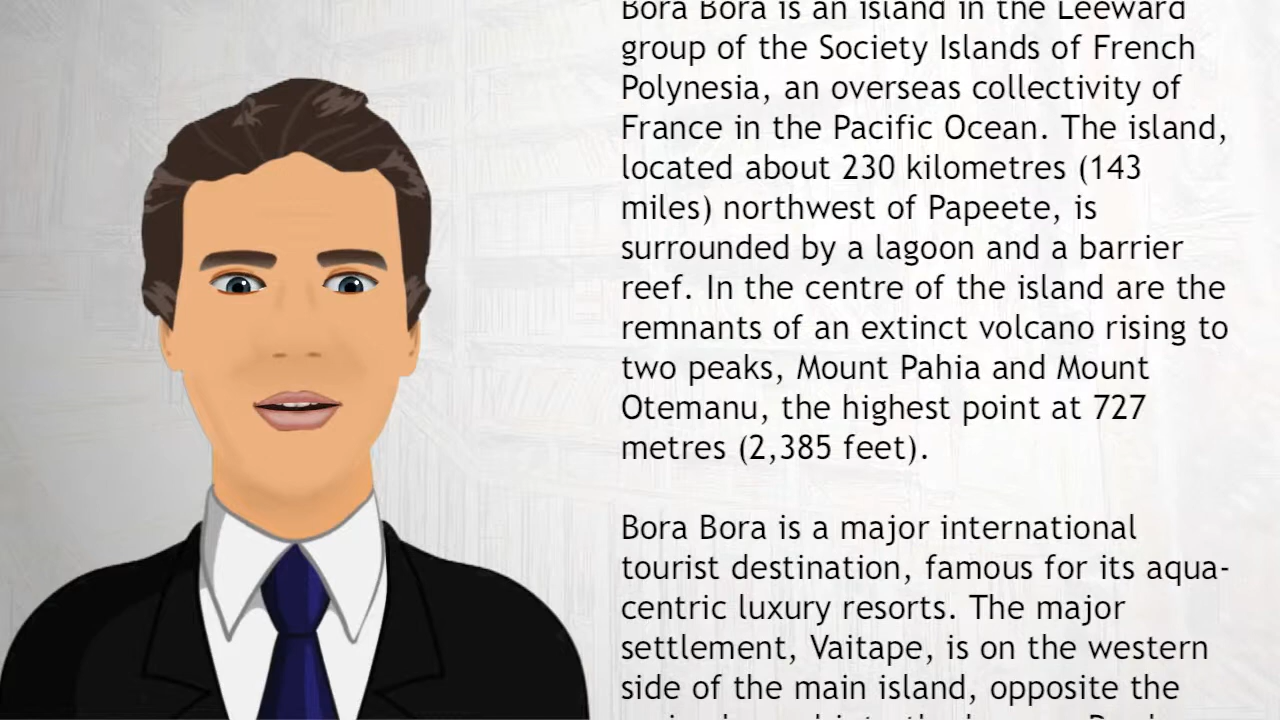 Bora Bora is an island in the Leeward
group of the Society Islands of French
Polynesia, an overseas collectivity of
France in the Pacific Ocean. The island,
located about 230 kilometres (143
miles) northwest of Papeete, is
surrounded by a lagoon and a barrier
reef. In the centre of the island are the
remnants of an extinct volcano rising to
two peaks, Mount Pahia and Mount
Otemanu, the highest point at 727
metres (2,385 feet).
Bora Bora is a major international
tourist destination, famous for its aqua-
centric luxury resorts. The major
settlement, Vaitape, is on the western
side of the main island, opposite the